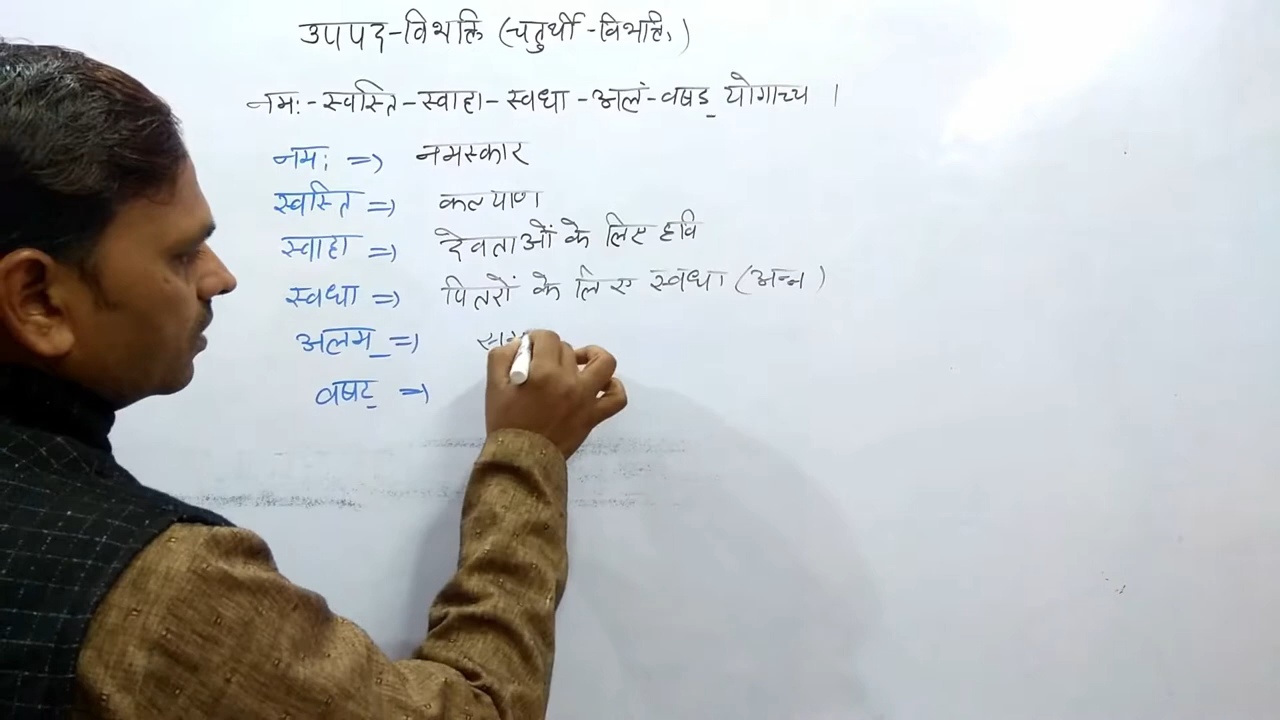 उपपद-विभक्ति (चतुर्थी-विभक्ति)
नमः-स्वस्ति-स्वाहा-स्वधा-अलं-वषड् योगाच्च ।
नमः => नमस्कार
स्वस्ति => कल्याण
स्वाहा => देवताओं के लिए हवि
स्वधा => पितरों के लिए स्वधा (अन्न)
अलम् =>
वषट् =>